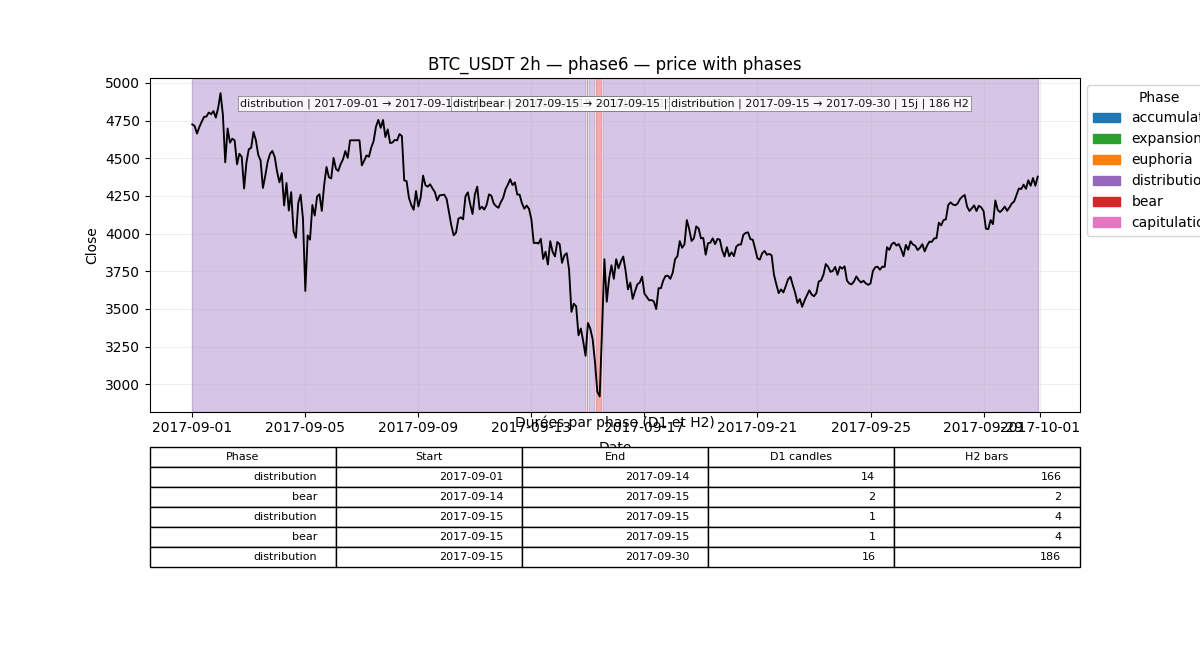 BTC_USDT 2h — phase6 — price with phases
5000
4750
4500
4250
4000
3750
3500
3250
3000
Close
distribution | 2017-09-01 → 2017-09-1
distr
bear | 2017-09-15 → 2017-09-15 |
distribution | 2017-09-15 → 2017-09-30 | 15j | 186 H2
Phase
accumulat
expansion
euphoria
distributio
bear
capitulatic
2017-09-01 2017-09-05 2017-09-09 2017-09-13 2017-09-17 2017-09-21 2017-09-25 2017-09-29 2017-10-01
Durées par phase (D1 et H2)
Date
Phase Start End D1 candles H2 bars
distribution 2017-09-01 2017-09-14 14 166
bear 2017-09-14 2017-09-15 2 2
distribution 2017-09-15 2017-09-15 1 4
bear 2017-09-15 2017-09-15 1 4
distribution 2017-09-15 2017-09-30 16 186